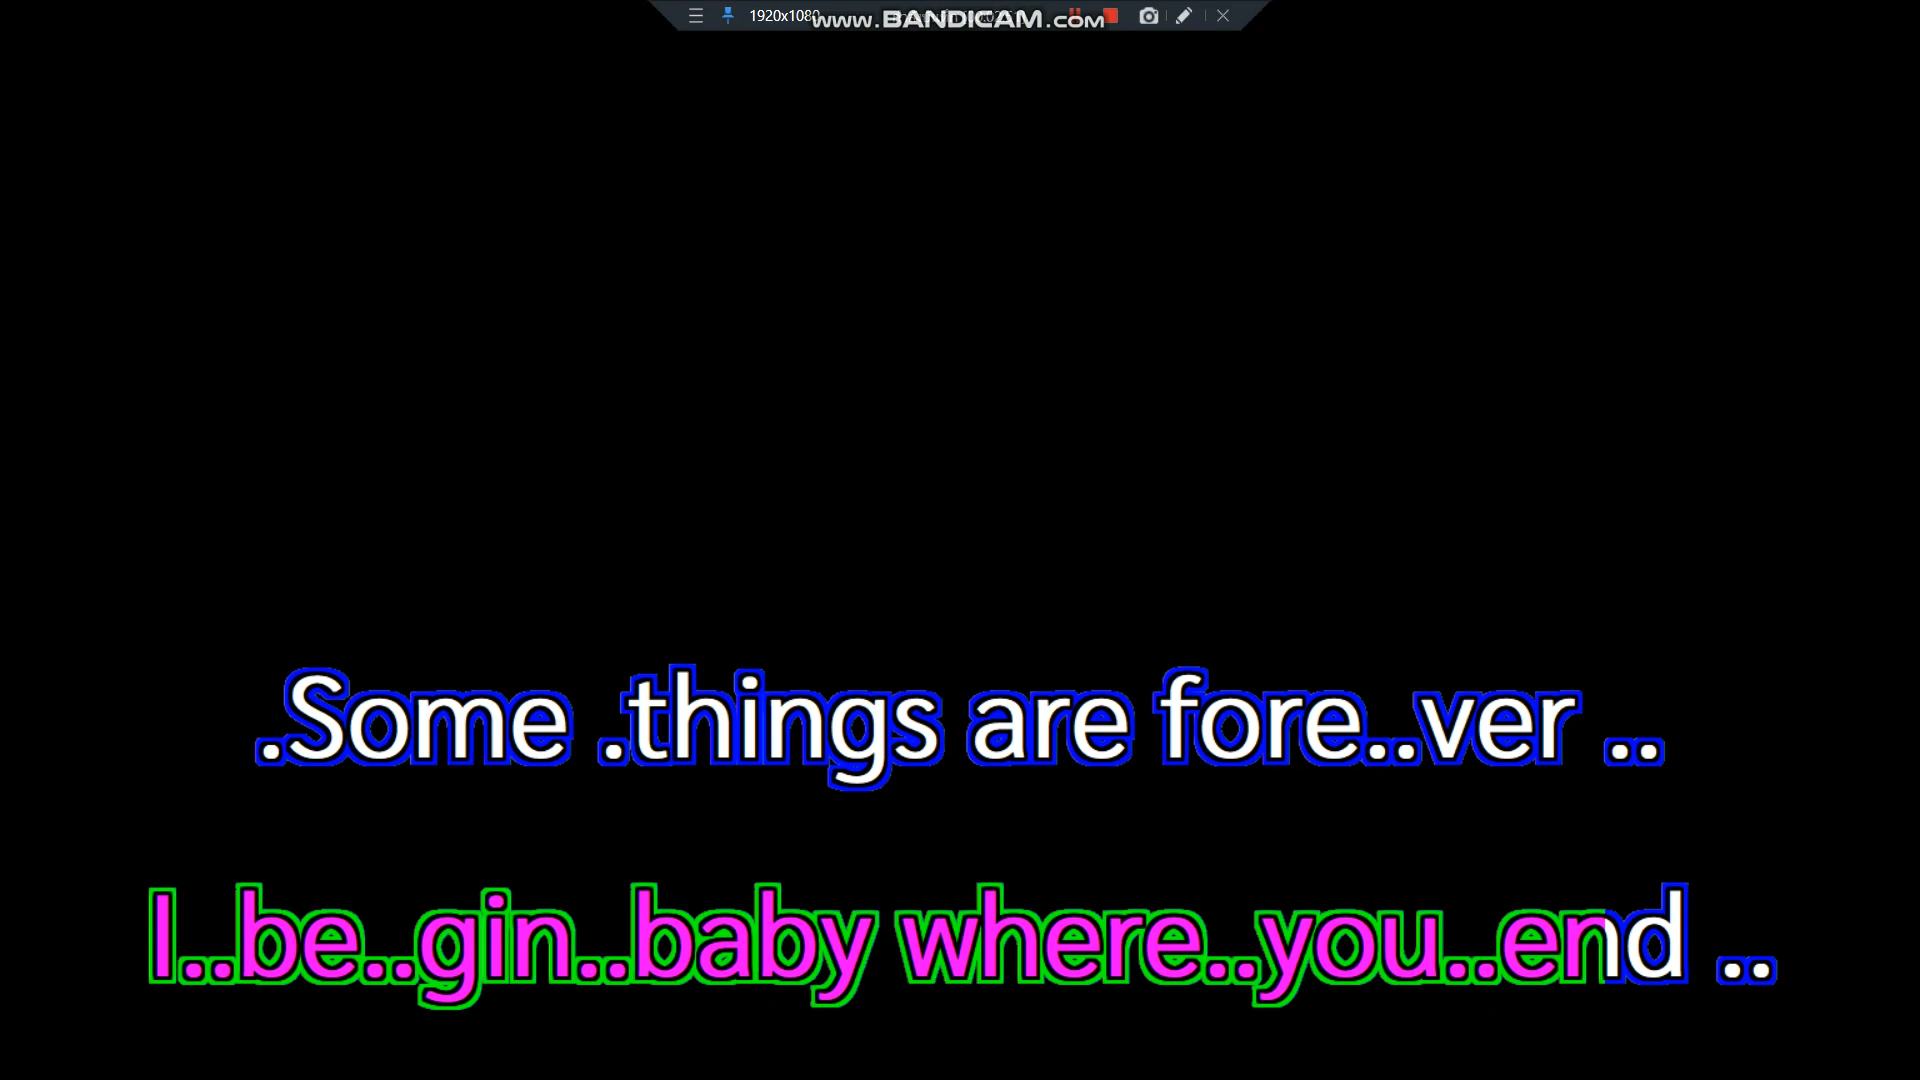 1920x1080
www.BANDICAM.com
.Some .things are fore..ver ..
I..be..gin..baby where..you..end ..